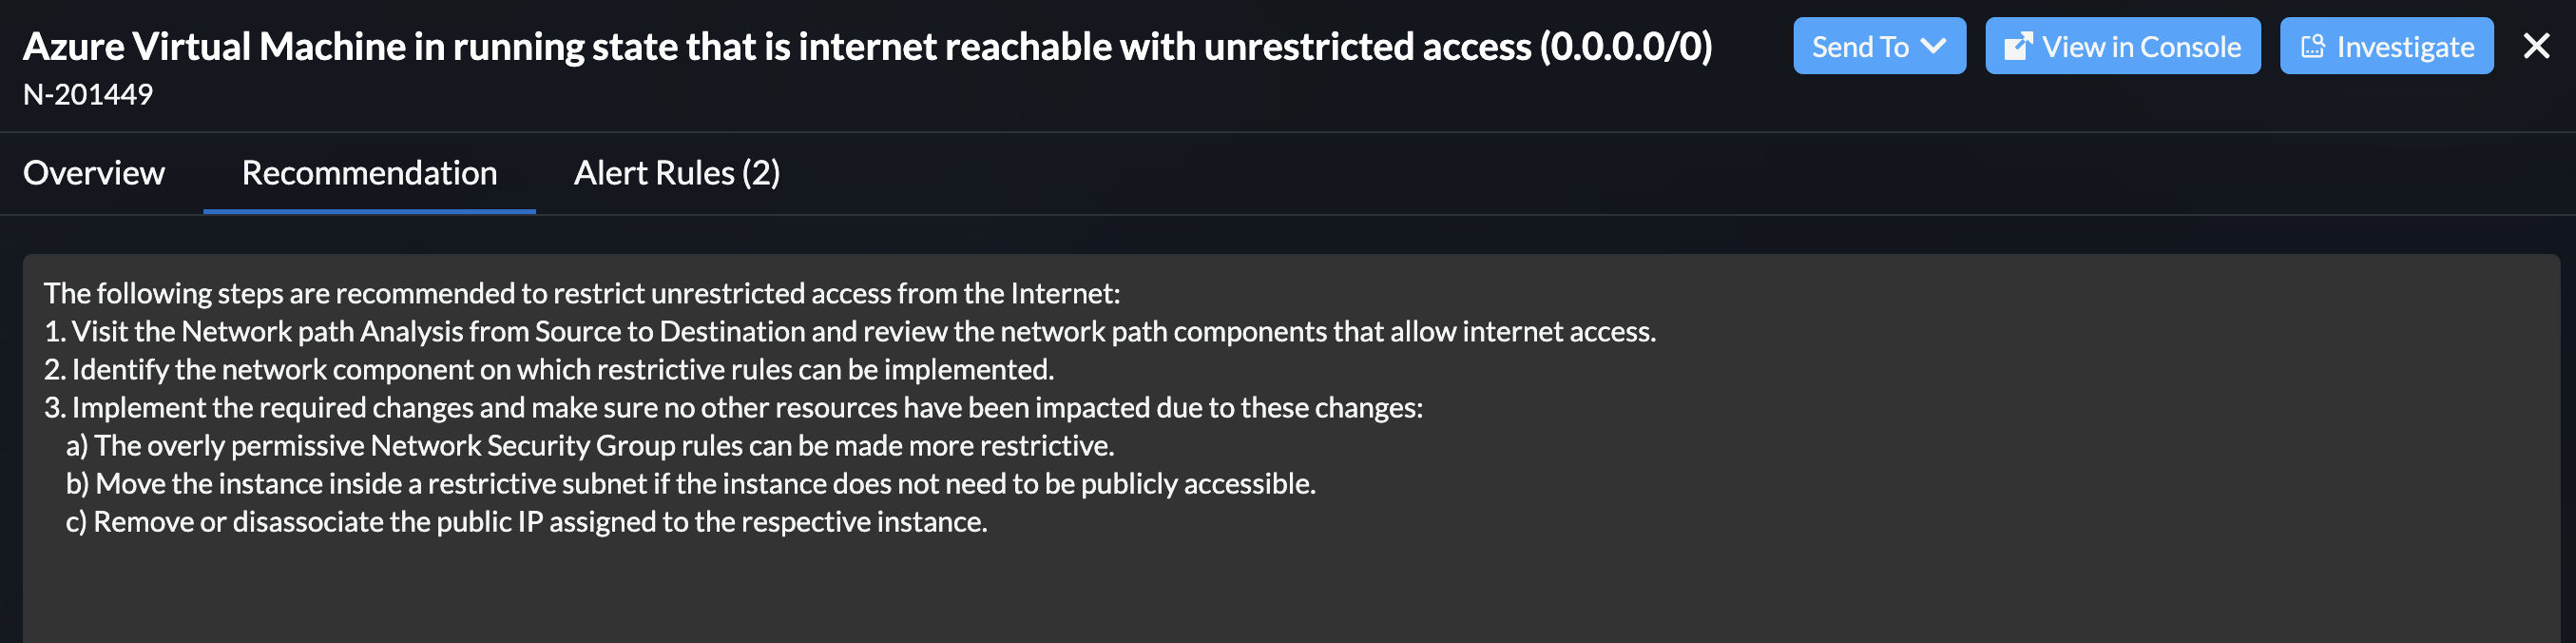 Azure Virtual Machine in running state that is internet reachable with unrestricted access (0.0.0.0/0)
Send To
View in Console
Investigate
N-201449
Overview
Recommendation
Alert Rules (2)
The following steps are recommended to restrict unrestricted access from the Internet:
1. Visit the Network path Analysis from Source to Destination and review the network path components that allow internet access.
2. Identify the network component on which restrictive rules can be implemented.
3. Implement the required changes and make sure no other resources have been impacted due to these changes:
a) The overly permissive Network Security Group rules can be made more restrictive.
b) Move the instance inside a restrictive subnet if the instance does not need to be publicly accessible.
c) Remove or disassociate the public IP assigned to the respective instance.